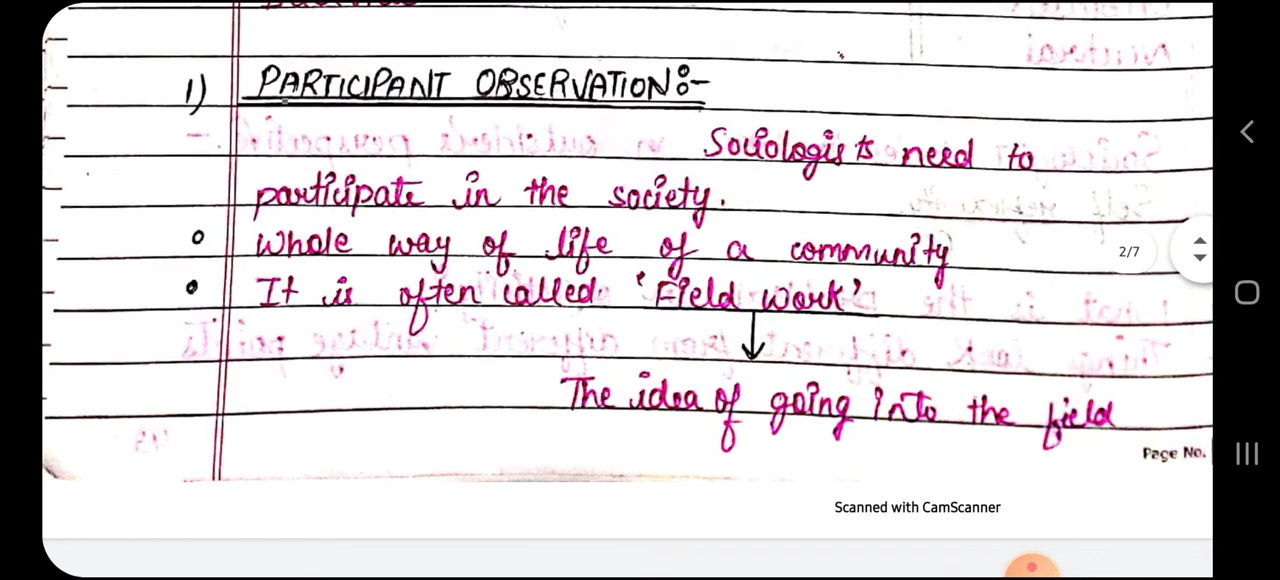 1) PARTICIPANT OBSERVATION:-
Sociologists need to
participate in the society.
Whole way of life of a community
It is often called 'Field work'
The idea of going into the field
2/7
Page No.
Scanned with CamScanner